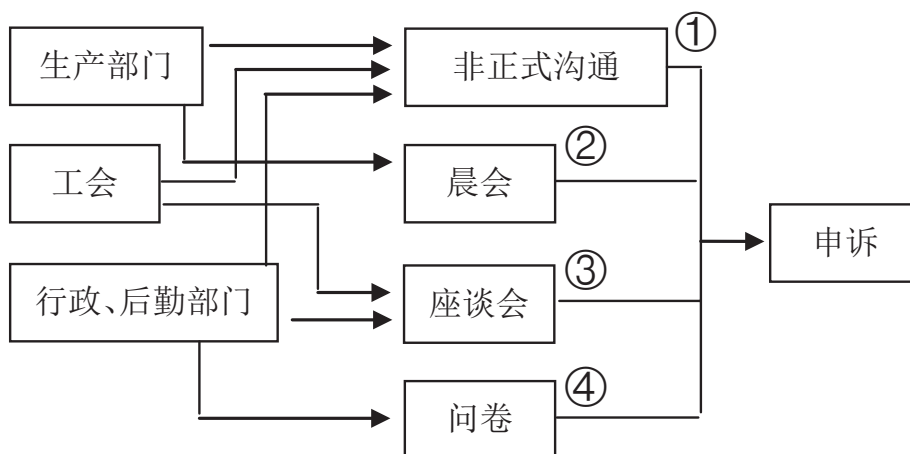 生产部门
非正式沟通
①
工会
晨会
②
行政、后勤部门
座谈会
③
申诉
问卷
④